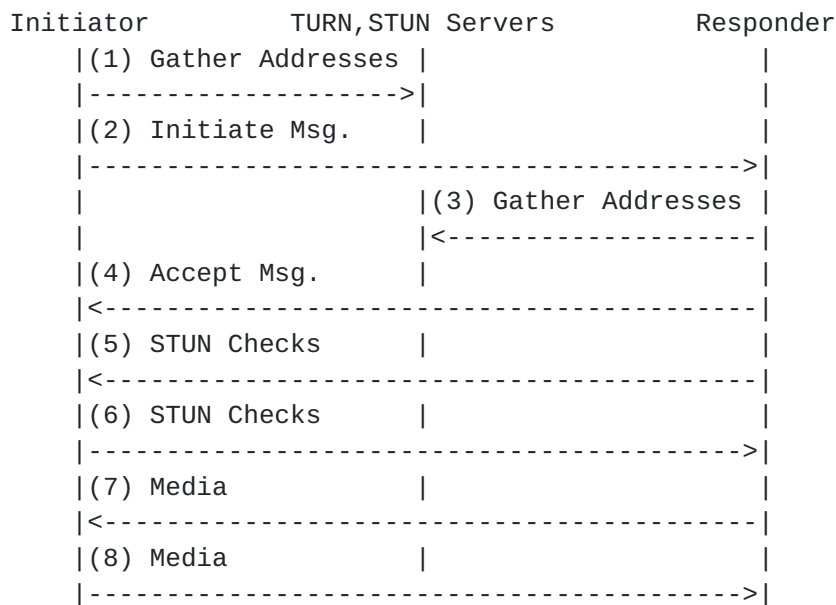 Initiator        TURN,STUN Servers         Responder
    |(1) Gather Addresses |                     |
    |-------------------->|                     |
    |(2) Initiate Msg.    |                     |
    |------------------------------------------>|
    |                     |(3) Gather Addresses |
    |                     |<--------------------|
    |(4) Accept Msg.      |                     |
    |<------------------------------------------|
    |(5) STUN Checks      |                     |
    |<------------------------------------------|
    |(6) STUN Checks      |                     |
    |------------------------------------------>|
    |(7) Media            |                     |
    |<------------------------------------------|
    |(8) Media            |                     |
    |------------------------------------------>|